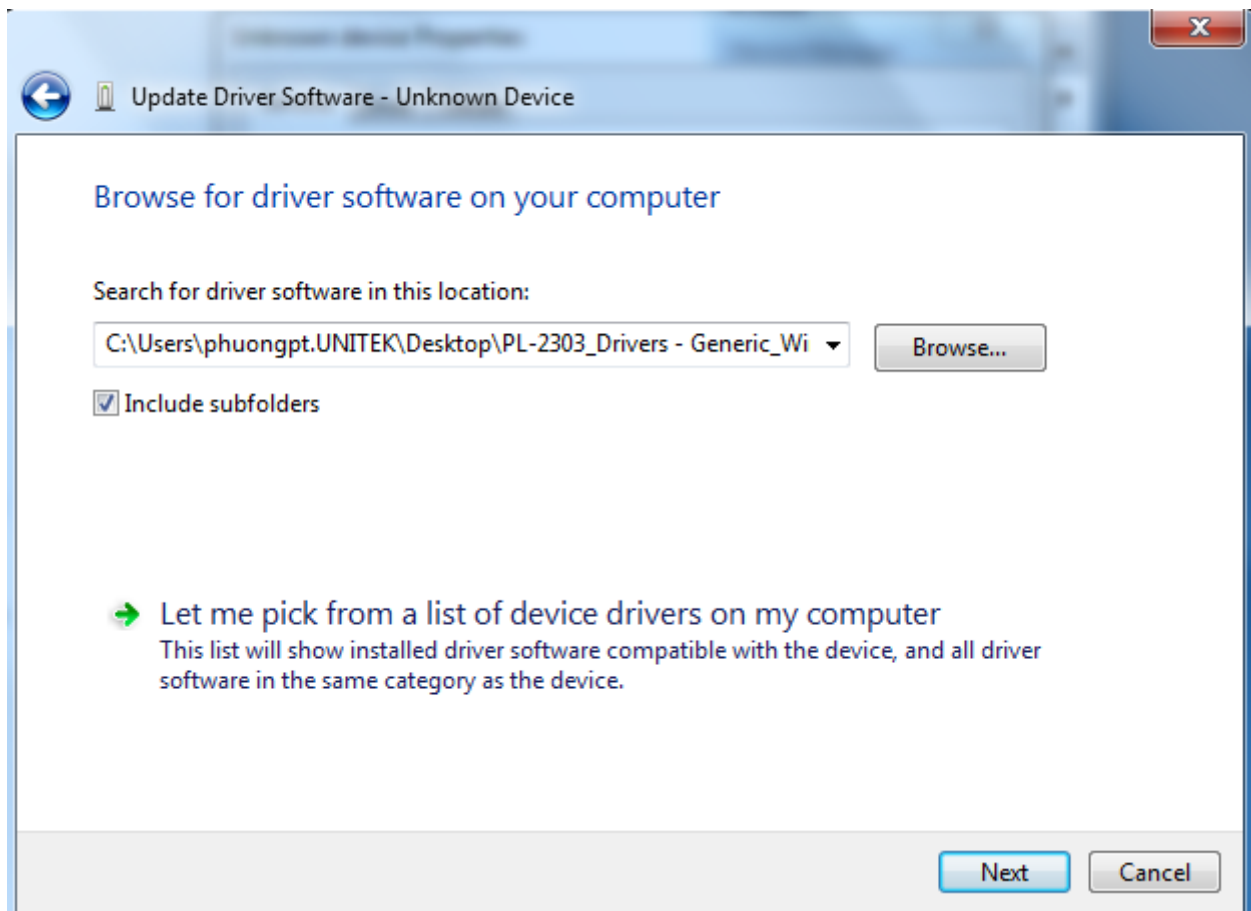 Unknown device Properties
Update Driver Software - Unknown Device
Browse for driver software on your computer
Search for driver software in this location:
C:\Users\phuongpt.UNITEK\Desktop\PL-2303_Drivers - Generic_Wi
Browse...
Include subfolders
Let me pick from a list of device drivers on my computer
This list will show installed driver software compatible with the device, and all driver
software in the same category as the device.
Next
Cancel